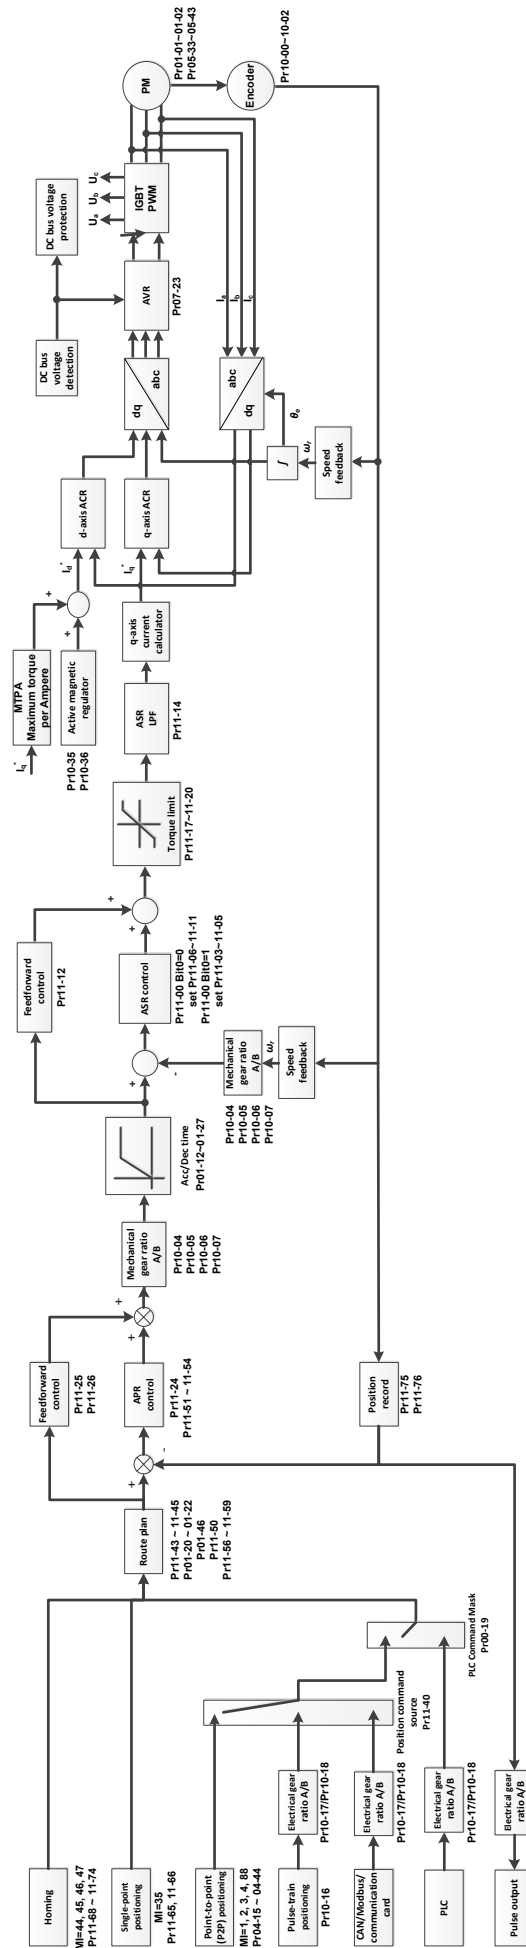 Homing
MI=44, 45, 46, 47
Pr11-68 ~ 11-74
Single-point
positioning
MI=35
Pr11-65, 11-66
Point-to-point
(P2P) positioning
MI=1, 2, 3, 4, 88
Pr04-15 ~ 04-44
Pulse-train
positioning
Pr10-16
CAN/Modbus/
communication
card
PLC
Pulse output
Electrical gear
ratio A/B
Pr10-17/Pr10-18
Electrical gear
ratio A/B
Pr10-17/Pr10-18
Electrical gear
ratio A/B
Pr10-17/Pr10-18
Electrical gear
ratio A/B
Position command
source
Pr11-40
PLC Command Mask
Pr00-19
Route plan
Pr11-43 ~ 11-45
Pr01-20 ~ 01-22
Pr01-46
Pr11-50
Pr11-56 ~ 11-59
+
-
Feedforward
control
Pr11-25
Pr11-26
APR
control
Pr11-24
Pr11-51 ~ 11-54
+
+
Position
record
Pr11-75
Pr11-76
Mechanical
gear ratio
A/B
Pr10-04
Pr10-05
Pr10-06
Pr10-07
Acc/Dec time
Pr01-12~01-27
+
-
Feedforward
control
Pr11-12
Mechanical
gear ratio
A/B
Pr10-04
Pr10-05
Pr10-06
Pr10-07
ωr
Speed
feedback
ASR control
Pr11-00 Bit0=0
set Pr11-06~11-11
Pr11-00 Bit0=1
set Pr11-03~11-05
+
+
Torque limit
Pr11-17~11-20
ASR
LPF
Pr11-14
q-axis
current
calculator
Iq*
Iq*
MTPA
Maximum torque
per Ampere
Active magnetic
regulator
Pr10-35
Pr10-36
+
+
Id*
d-axis ACR
q-axis ACR
dq
abc
abc
dq
θe
∫
ωr
Speed
feedback
DC bus
voltage
detection
DC bus voltage
protection
AVR
Pr07-23
IGBT
PWM
Ua
Ub
Uc
Ia
Ib
Ic
PM
Pr01-01~01-02
Pr05-33~05-43
Encoder
Pr10-00~10-02